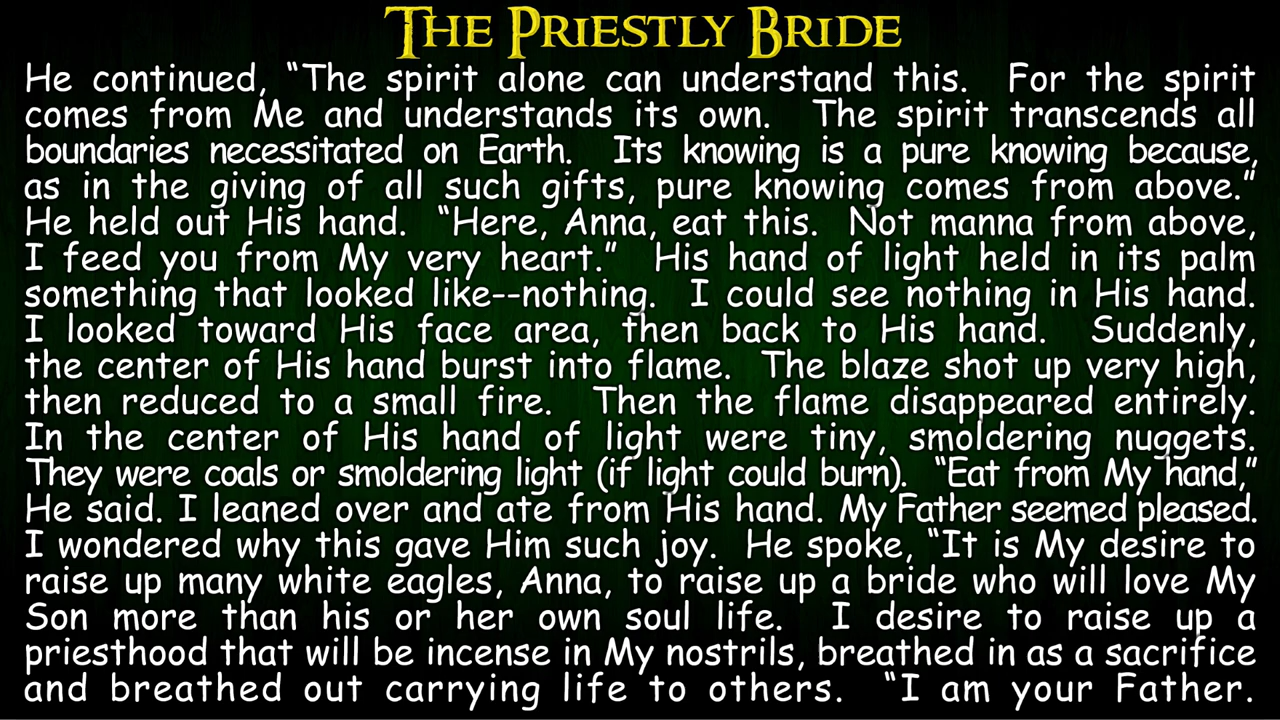 The Priestly Bride
He continued, “The spirit alone can understand this. For the spirit
comes from Me and understands its own. The spirit transcends all
boundaries necessitated on Earth. Its knowing is a pure knowing because,
as in the giving of all such gifts, pure knowing comes from above.”
He held out His hand. “Here, Anna, eat this. Not manna from above,
I feed you from My very heart.” His hand of light held in its palm
something that looked like--nothing. I could see nothing in His hand.
I looked toward His face area, then back to His hand. Suddenly,
the center of His hand burst into flame. The blaze shot up very high,
then reduced to a small fire. Then the flame disappeared entirely.
In the center of His hand of light were tiny, smoldering nuggets.
They were coals or smoldering light (if light could burn). “Eat from My hand,”
He said. I leaned over and ate from His hand. My Father seemed pleased.
I wondered why this gave Him such joy. He spoke, “It is My desire to
raise up many white eagles, Anna, to raise up a bride who will love My
Son more than his or her own soul life. I desire to raise up a
priesthood that will be incense in My nostrils, breathed in as a sacrifice
and breathed out carrying life to others. “I am your Father.